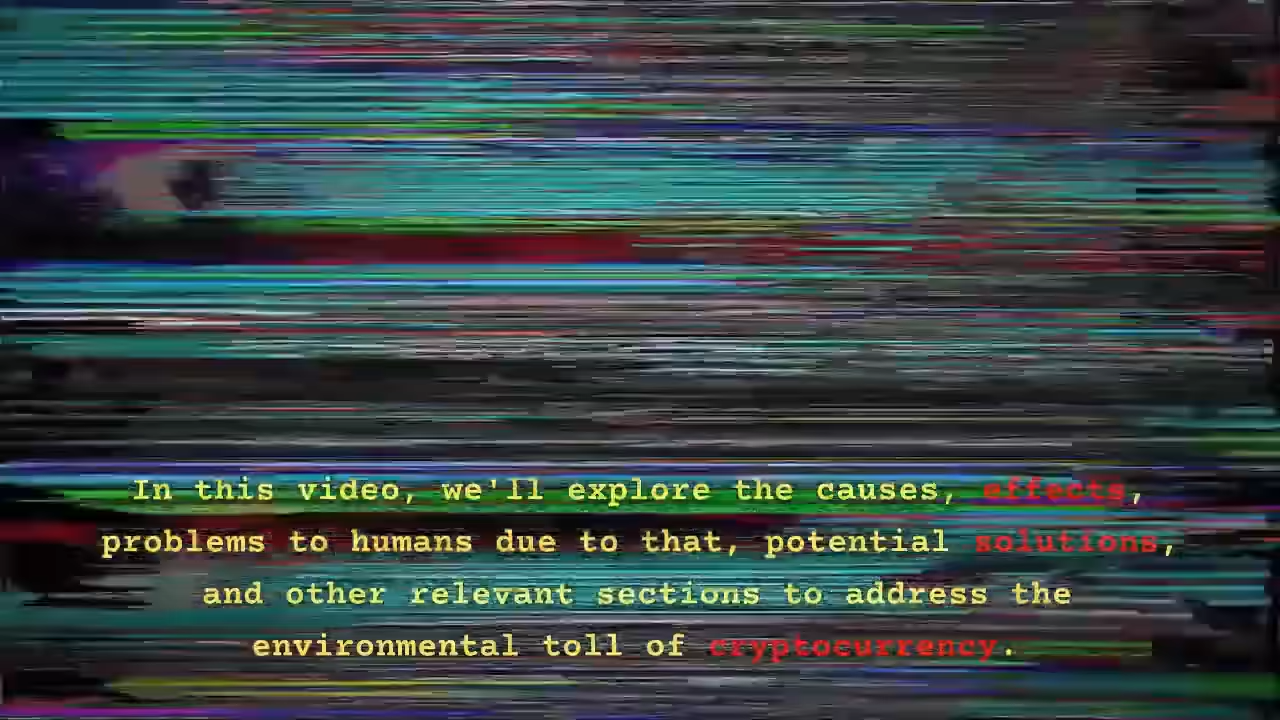 In this video, we'll explore the causes, effects,
problems to humans due to that, potential solutions,
and other relevant sections to address the
environmental toll of cryptocurrency.